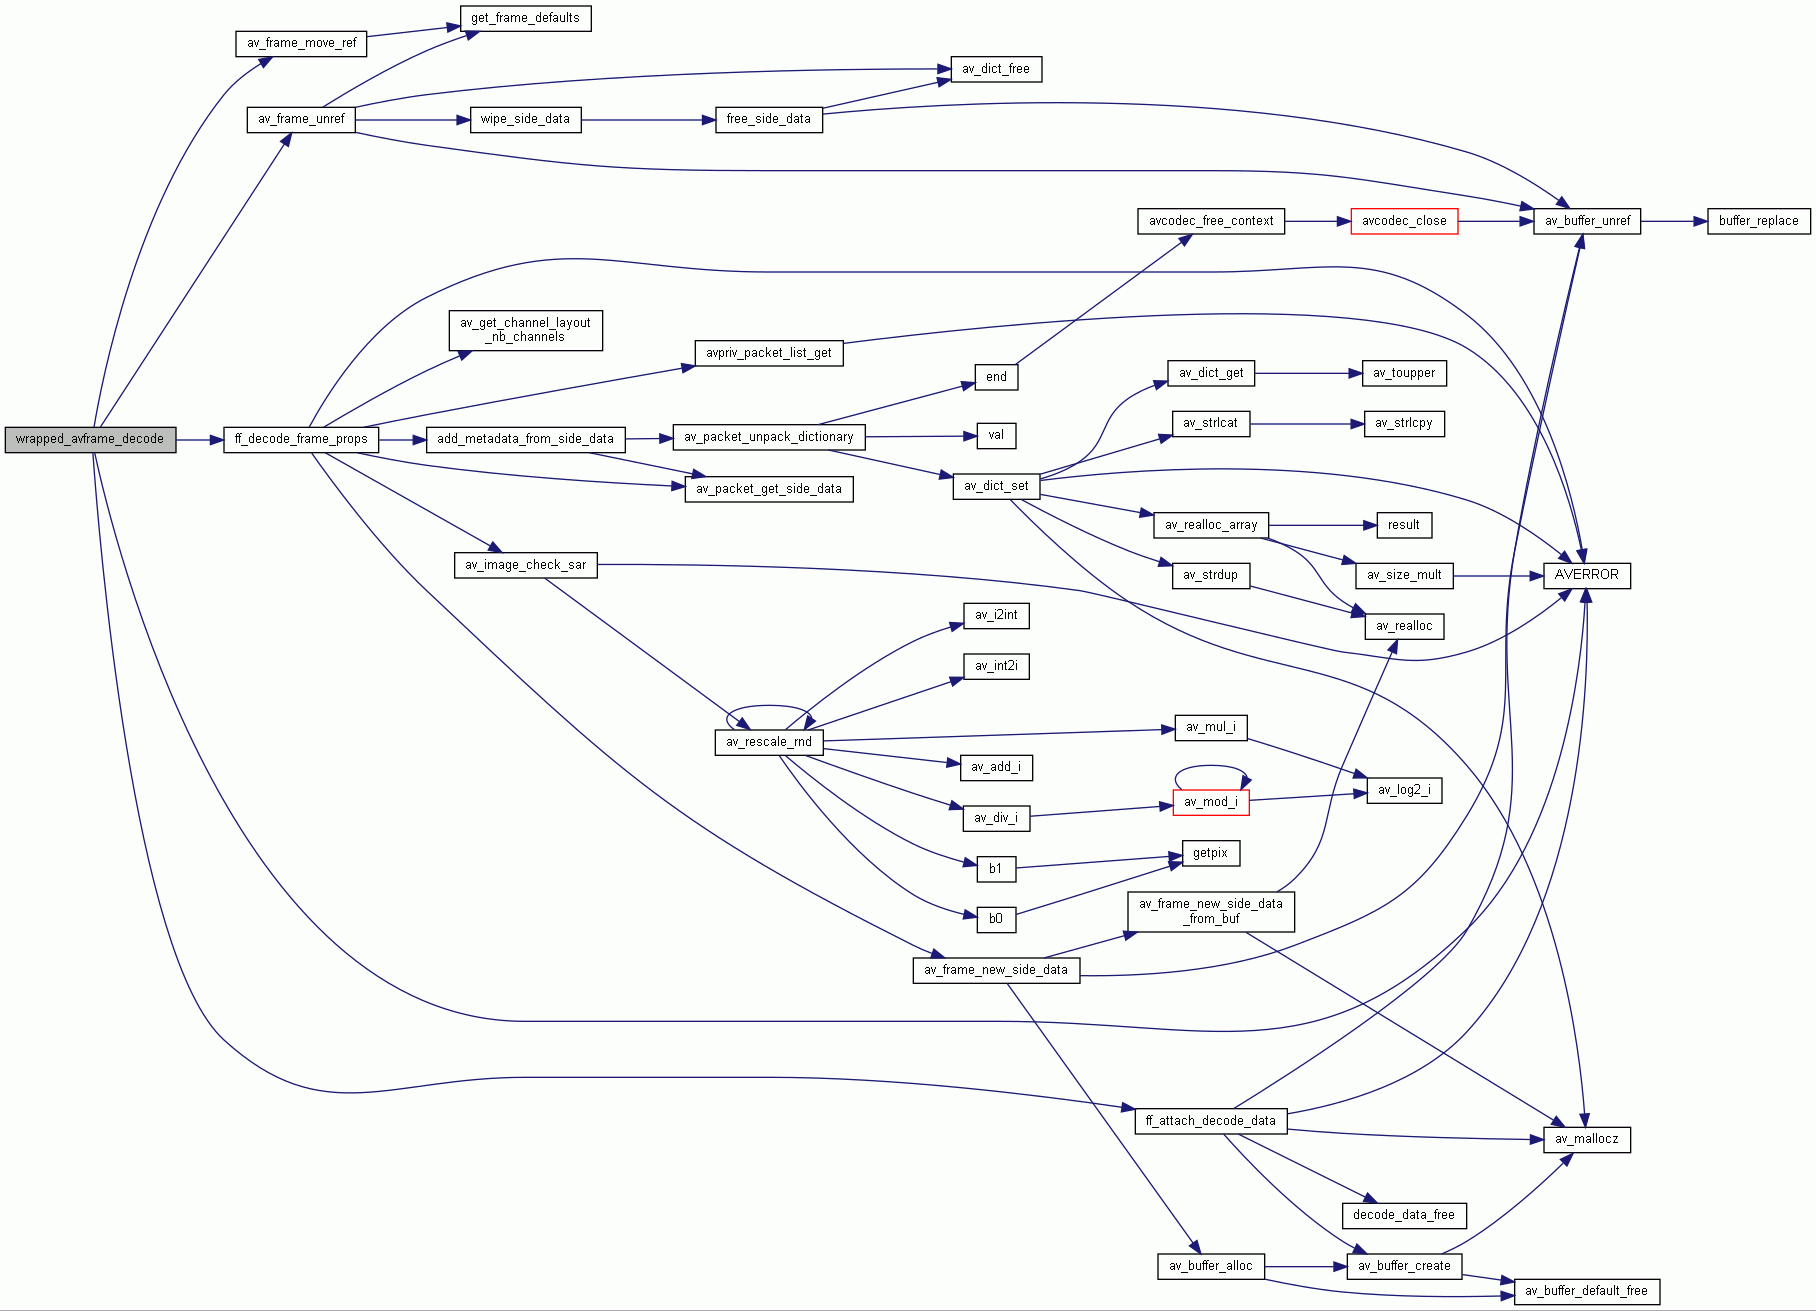 get_frame_defaults
av_frame_move_ref
av_dict_free
av_frame_unref
wipe_side_data
free_side_data
avcodec_free_context
avcodec_close
av_buffer_unref
buffer_replace
av_get_channel_layout
_nb_channels
avpriv_packet_list_get
end
av_dict_get
av_toupper
wrapped_avframe_decode
ff_decode_frame_props
add_metadata_from_side_data
av_packet_unpack_dictionary
val
av_strlcat
av_strlcpy
av_packet_get_side_data
av_dict_set
av_realloc_array
result
av_image_check_sar
av_strdup
av_size_mult
AVERROR
av_i2int
av_realloc
av_int2i
av_rescale_rnd
av_mul_i
av_add_i
av_log2_i
av_div_i
av_mod_i
b1
getpix
b0
av_frame_new_side_data
_from_buf
av_frame_new_side_data
ff_attach_decode_data
av_mallocz
decode_data_free
av_buffer_alloc
av_buffer_create
av_buffer_default_free